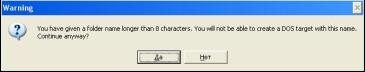 Warning
You have given a folder name longer than 8 characters. You will not be able to create a DOS target with this name.
Continue anyway?
Да
Нет